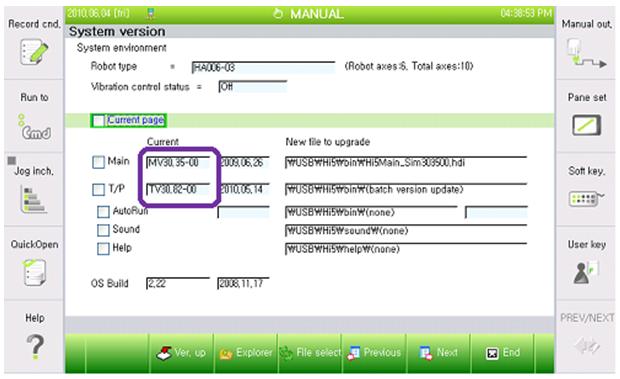 Record cnd.
2010,06,04 [fri]
MANUAL
04:38:53 PM
Manual out,
System version
System environment
Robot type = HA006-03 (Robot axes:6, Total axes:10)
Vibration control status = Off
Run to
Cmd
Pane set
Current page
Current New file to upgrade
Main MV30.35-00 2009,06,26 ₩USB₩Hi5₩bin₩Hi5Main_Sim303500,hdi
Jog Inch,
Soft key,
T/P TV30.82-00 2010,05,14 ₩USB₩Hi5₩bin₩(batch version update)
AutoRun ₩USB₩Hi5₩bin₩(none)
Sound ₩USB₩Hi5₩sound₩(none)
QuickOpen
User key
Help ₩USB₩Hi5₩help₩(none)
OS Build 2,22 2008,11,17
Help
PREV/NEXT
?
Ver, up Explorer File select Previous Next End